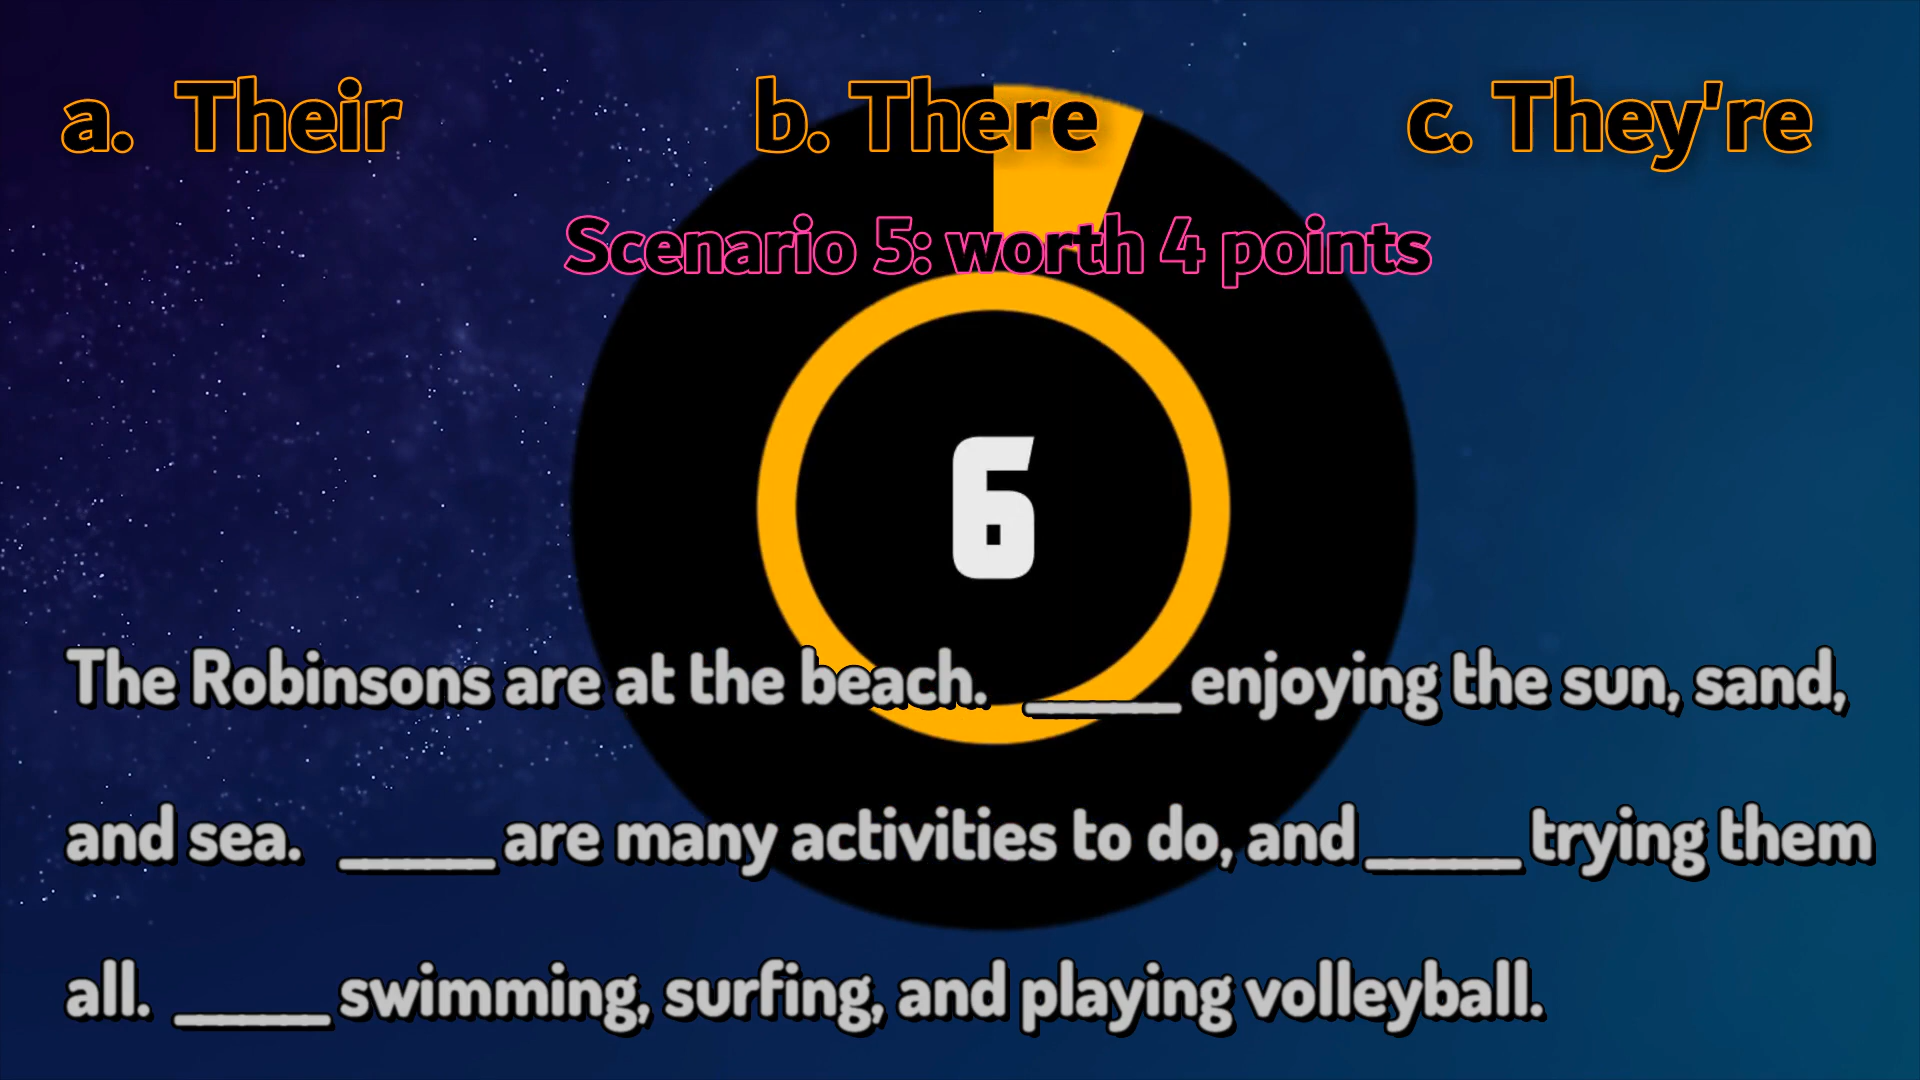 a. Their b. There c. They're
Scenario 5: worth 4 points
6
The Robinsons are at the beach. _____ enjoying the sun, sand,
and sea. _____ are many activities to do, and _____ trying them
all. _____ swimming, surfing, and playing volleyball.